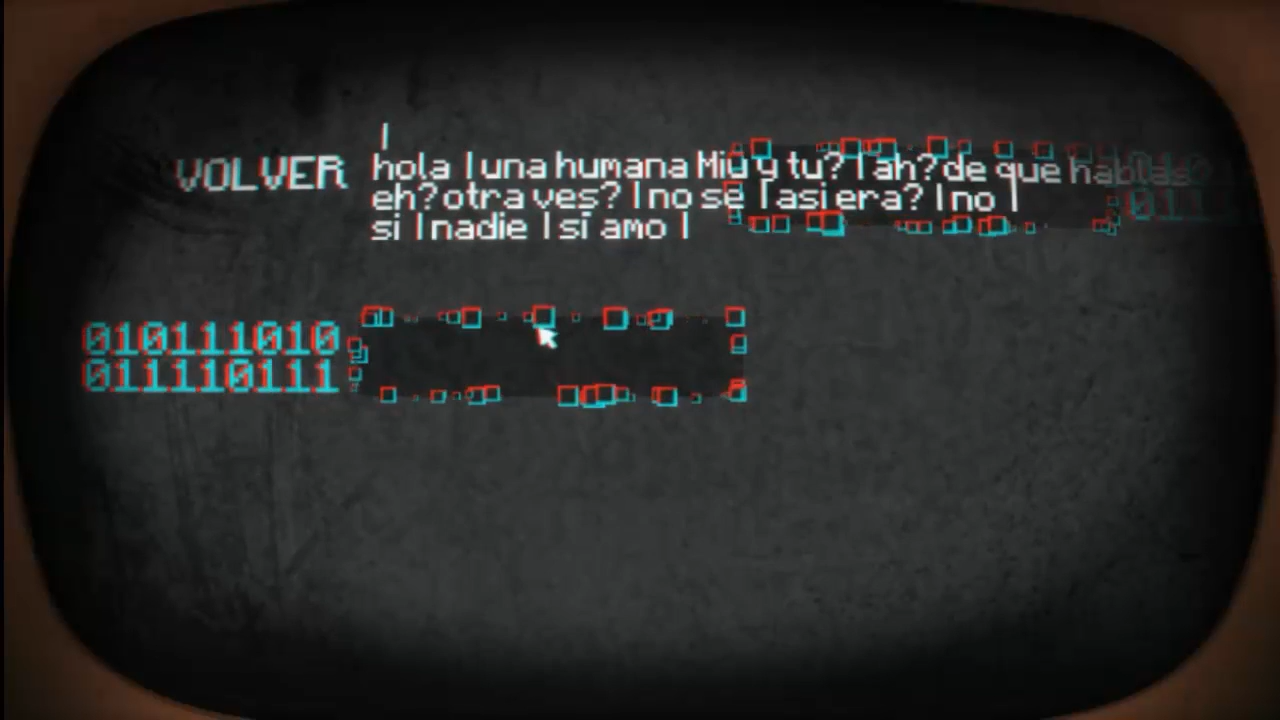 VOLVER
hola | una humana Miu y tu? | ah? de que hablas?
eh? otra ves? | no se | asi era? | no |
si | nadie | si amo |
010111010
011110111